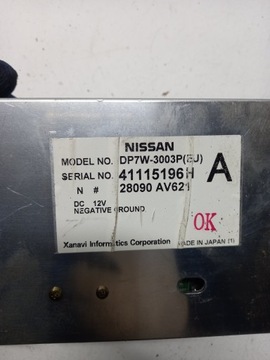 NISSAN
MODEL NO. DP7W-3003P(EJ)
SERIAL NO. 41115196H A
N # 28090 AV621
DC 12V
NEGATIVE GROUND
OK
Xanavi Informatics Corporation MADE IN JAPAN (1)